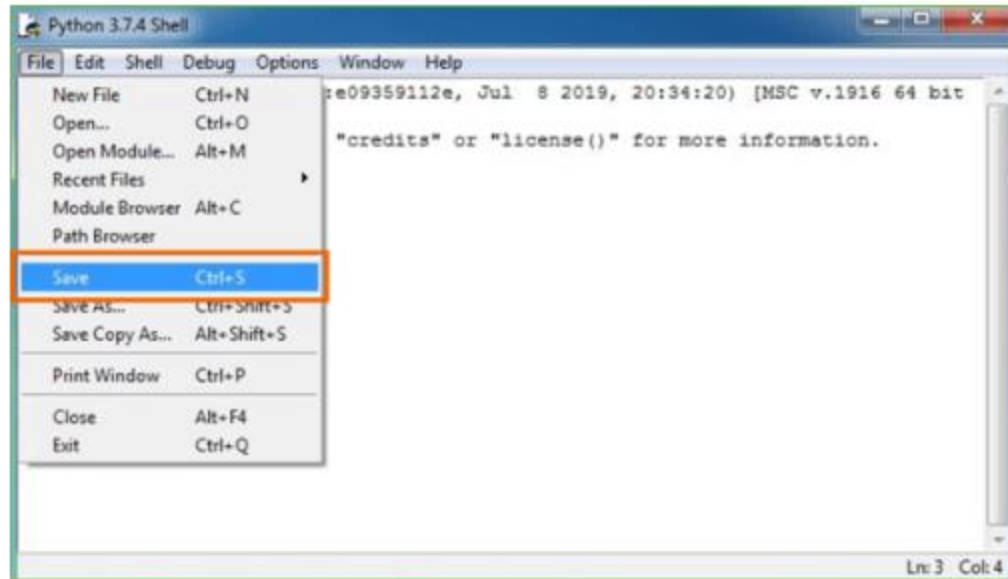 Python 3.7.4 Shell
File Edit Shell Debug Options Window Help
New File Ctrl+N
:e09359112e, Jul 8 2019, 20:34:20) [MSC v.1916 64 bit
Open... Ctrl+O
Open Module... Alt+M
"credits" or "license()" for more information.
Recent Files
Module Browser Alt+C
Path Browser
Save Ctrl+S
Save As... Ctrl+Shift+S
Save Copy As... Alt+Shift+S
Print Window Ctrl+P
Close Alt+F4
Exit Ctrl+Q
Ln: 3 Col: 4